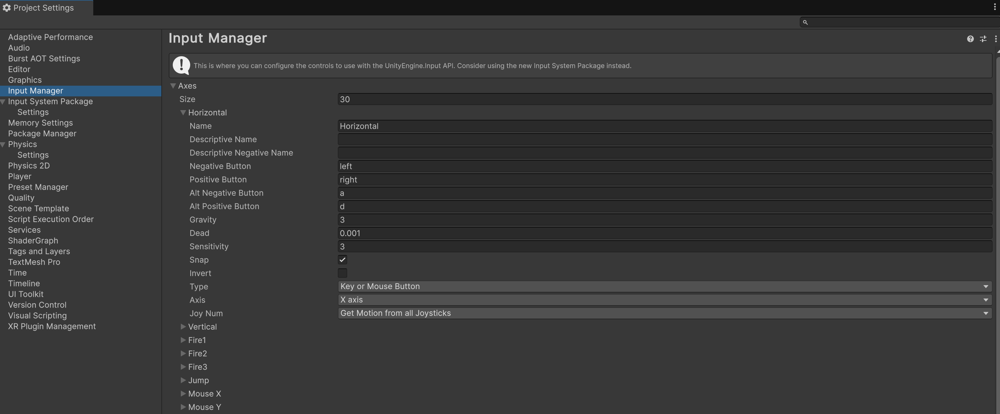 Project Settings
Adaptive Performance
Audio
Burst AOT Settings
Editor
Graphics
Input Manager
Input System Package
Settings
Memory Settings
Package Manager
Physics
Settings
Physics 2D
Player
Preset Manager
Quality
Scene Template
Script Execution Order
Services
ShaderGraph
Tags and Layers
TextMesh Pro
Time
Timeline
UI Toolkit
Version Control
Visual Scripting
XR Plugin Management
Input Manager
This is where you can configure the controls to use with the UnityEngine.Input API. Consider using the new Input System Package instead.
Axes
Size 30
Horizontal
Name Horizontal
Descriptive Name
Descriptive Negative Name
Negative Button left
Positive Button right
Alt Negative Button a
Alt Positive Button d
Gravity 3
Dead 0.001
Sensitivity 3
Snap
Invert
Type Key or Mouse Button
Axis X axis
Joy Num Get Motion from all Joysticks
Vertical
Fire1
Fire2
Fire3
Jump
Mouse X
Mouse Y